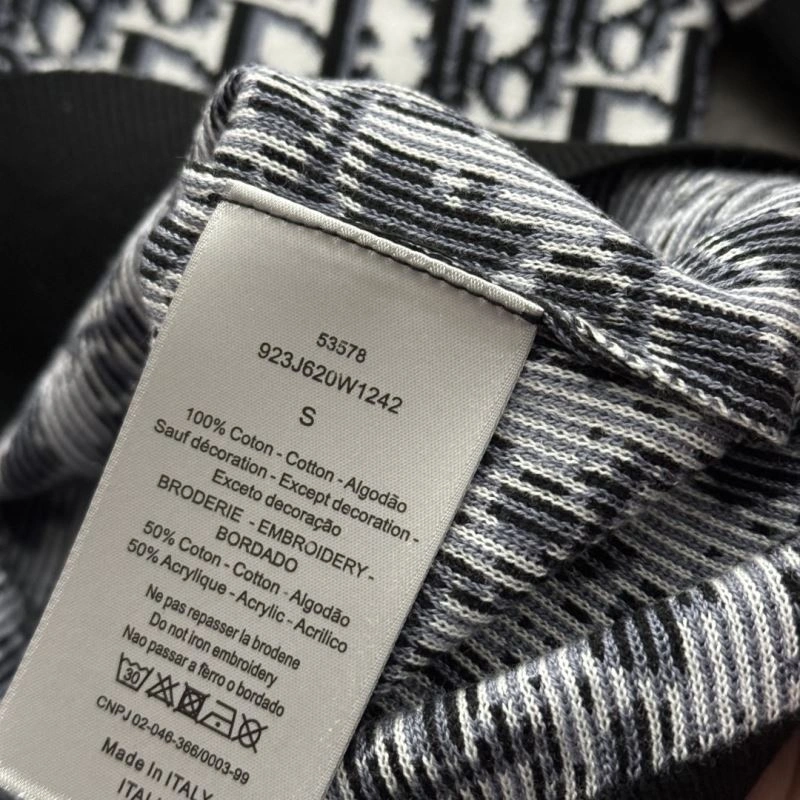 53578
923J620W1242
S
100% Coton - Cotton - Algodão
Sauf décoration - Except decoration -
Exceto decoração
BRODERIE - EMBROIDERY -
BORDADO
50% Coton - Cotton - Algodão
50% Acrylique - Acrylic - Acrilico
Ne pas repasser la brodene
Do not iron embroidery
Nao passar a ferro o bordado
30
CNPJ 02-046-366/0003-99
Made In ITALY